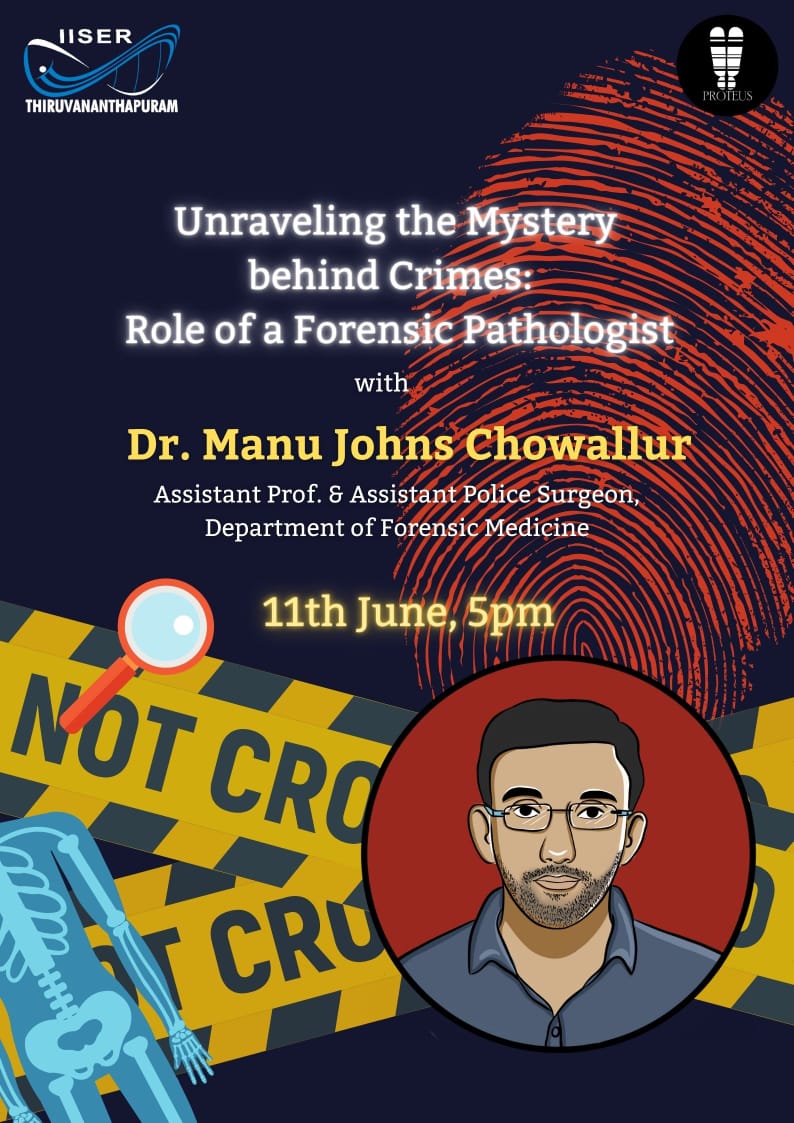 IISER
THIRUVANANTHAPURAM
PROTEUS
Unraveling the Mystery
behind Crimes:
Role of a Forensic Pathologist
with
Dr. Manu Johns Chowallur
Assistant Prof. & Assistant Police Surgeon,
Department of Forensic Medicine
11th June, 5pm
NOT CRO
OT CRO